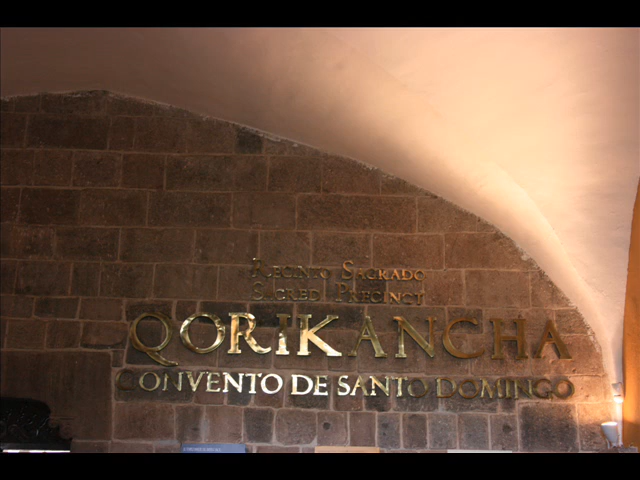 Recinto Sagrado
Sacred Precinct
QORIKANCHA
CONVENTO DE SANTO DOMINGO